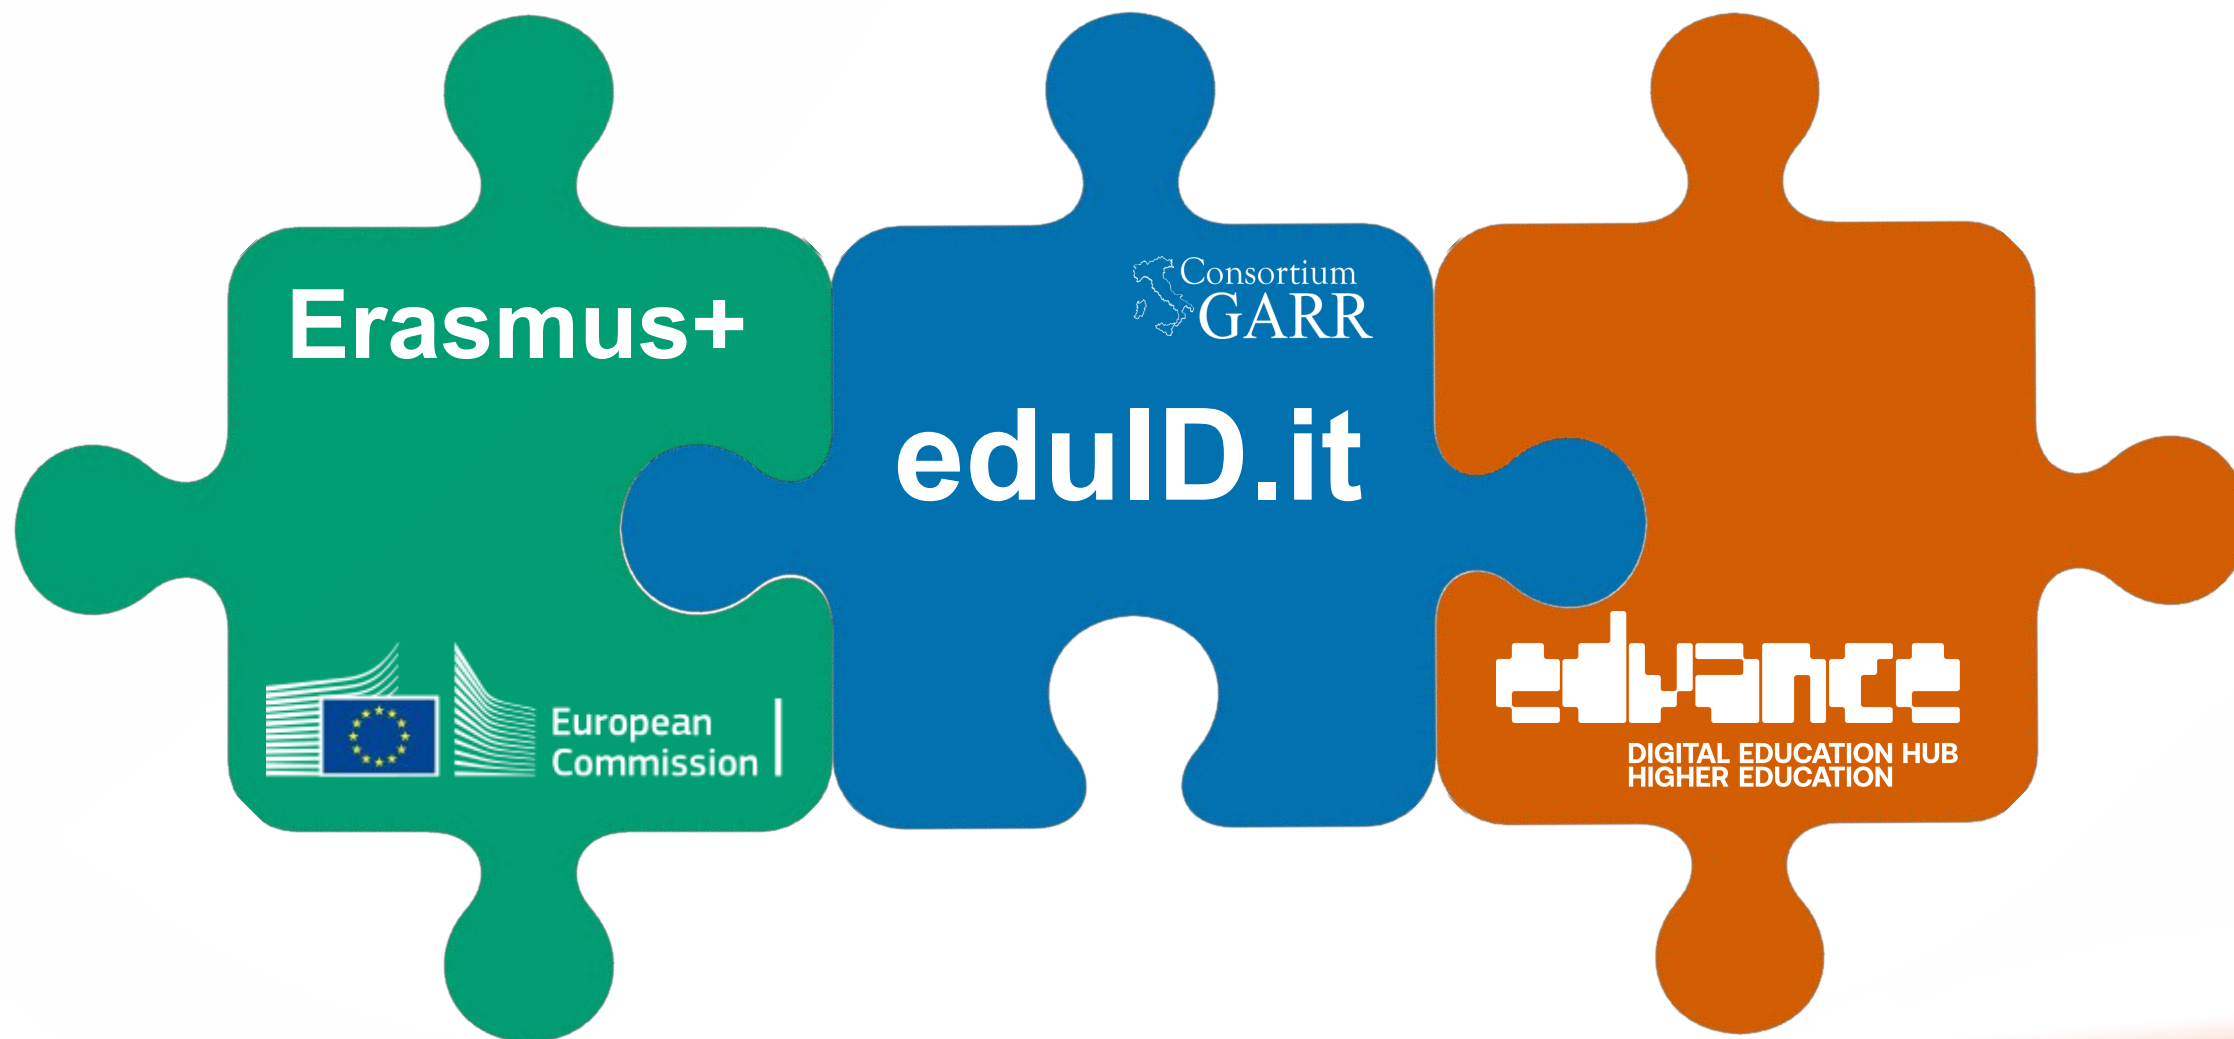 Erasmus+
European
Commission
Consortium
GARR
eduID.it
edvance
DIGITAL EDUCATION HUB
HIGHER EDUCATION